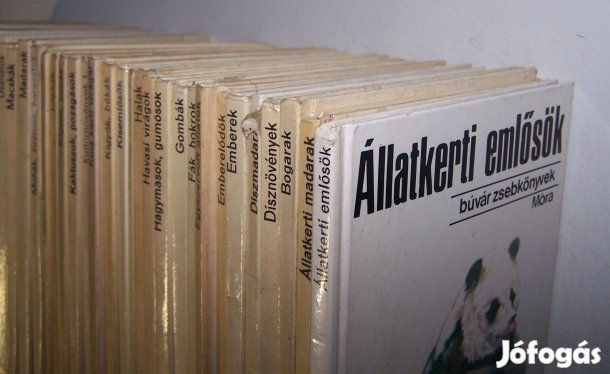 Macskák
Madarak
Kaktuszok, pozsgások
Kígyók, békák
Kisemlősök
Halak
Havasi virágok
Hagymások, gumósok
Gombák
Fák, bokrok
Emberelődök
Emberek
Díszmadarak
Dísznövények
Bogarak
Állatkerti madarak
Állatkerti emlősök
Állatkerti emlősök
búvár zsebkönyvek
Móra
Jófogás